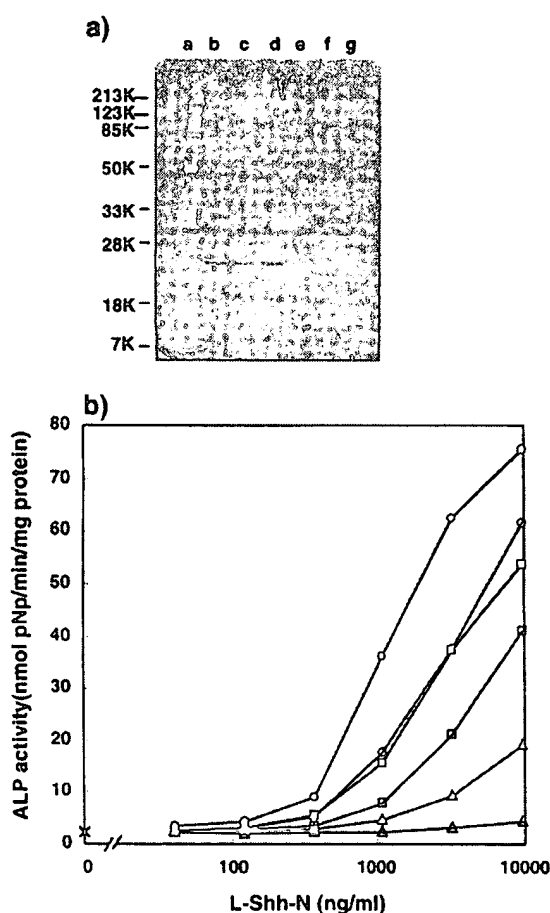 a)
a b c d e f g
213K
123K
85K
50K
33K
28K
18K
7K
b)
ALP activity(nmol pNp/min/mg protein)
80
70
60
50
40
30
20
10
0
0 100 1000 10000
L-Shh-N (ng/ml)